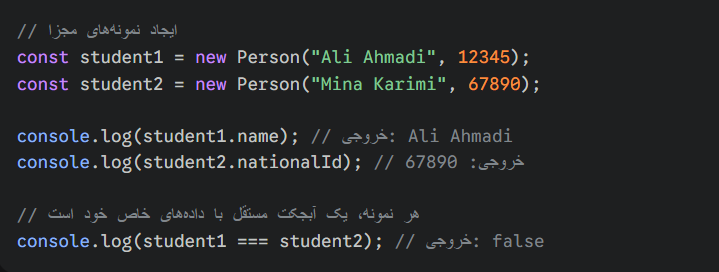 // ایجاد نمونه‌های مجزا
const student1 = new Person("Ali Ahmadi", 12345);
const student2 = new Person("Mina Karimi", 67890);
console.log(student1.name); // خروجی: Ali Ahmadi
console.log(student2.nationalId); // خروجی: 67890
// هر نمونه، یک آبجکت مستقل با داده‌های خاص خود است
console.log(student1 === student2); // خروجی: false